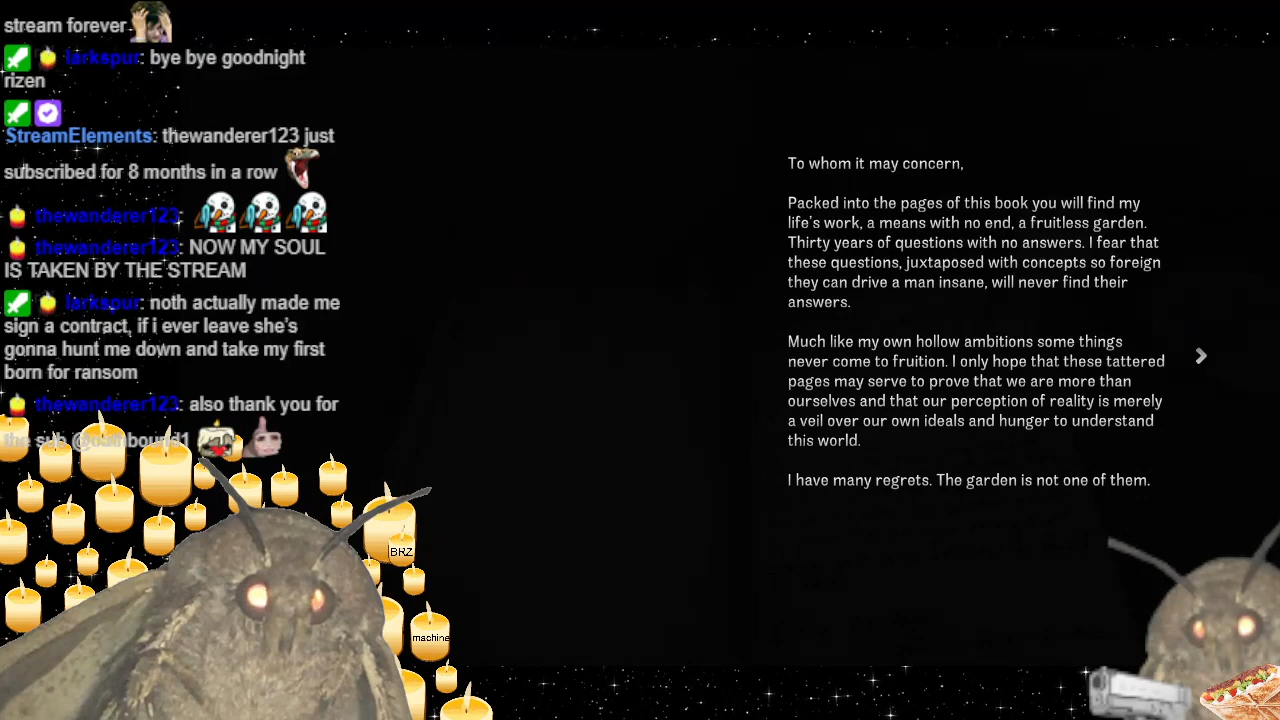 stream forever
larkspur: bye bye goodnight
rizen
StreamElements: thewanderer123 just
subscribed for 8 months in a row
thewanderer123:
thewanderer123: NOW MY SOUL
IS TAKEN BY THE STREAM
larkspur: noth actually made me
sign a contract, if i ever leave she's
gonna hunt me down and take my first
born for ransom
thewanderer123: also thank you for
the sub @oathbound1
BRZ
machine
To whom it may concern,
Packed into the pages of this book you will find my
life's work, a means with no end, a fruitless garden.
Thirty years of questions with no answers. I fear that
these questions, juxtaposed with concepts so foreign
they can drive a man insane, will never find their
answers.
Much like my own hollow ambitions some things
never come to fruition. I only hope that these tattered
pages may serve to prove that we are more than
ourselves and that our perception of reality is merely
a veil over our own ideals and hunger to understand
this world.
I have many regrets. The garden is not one of them.